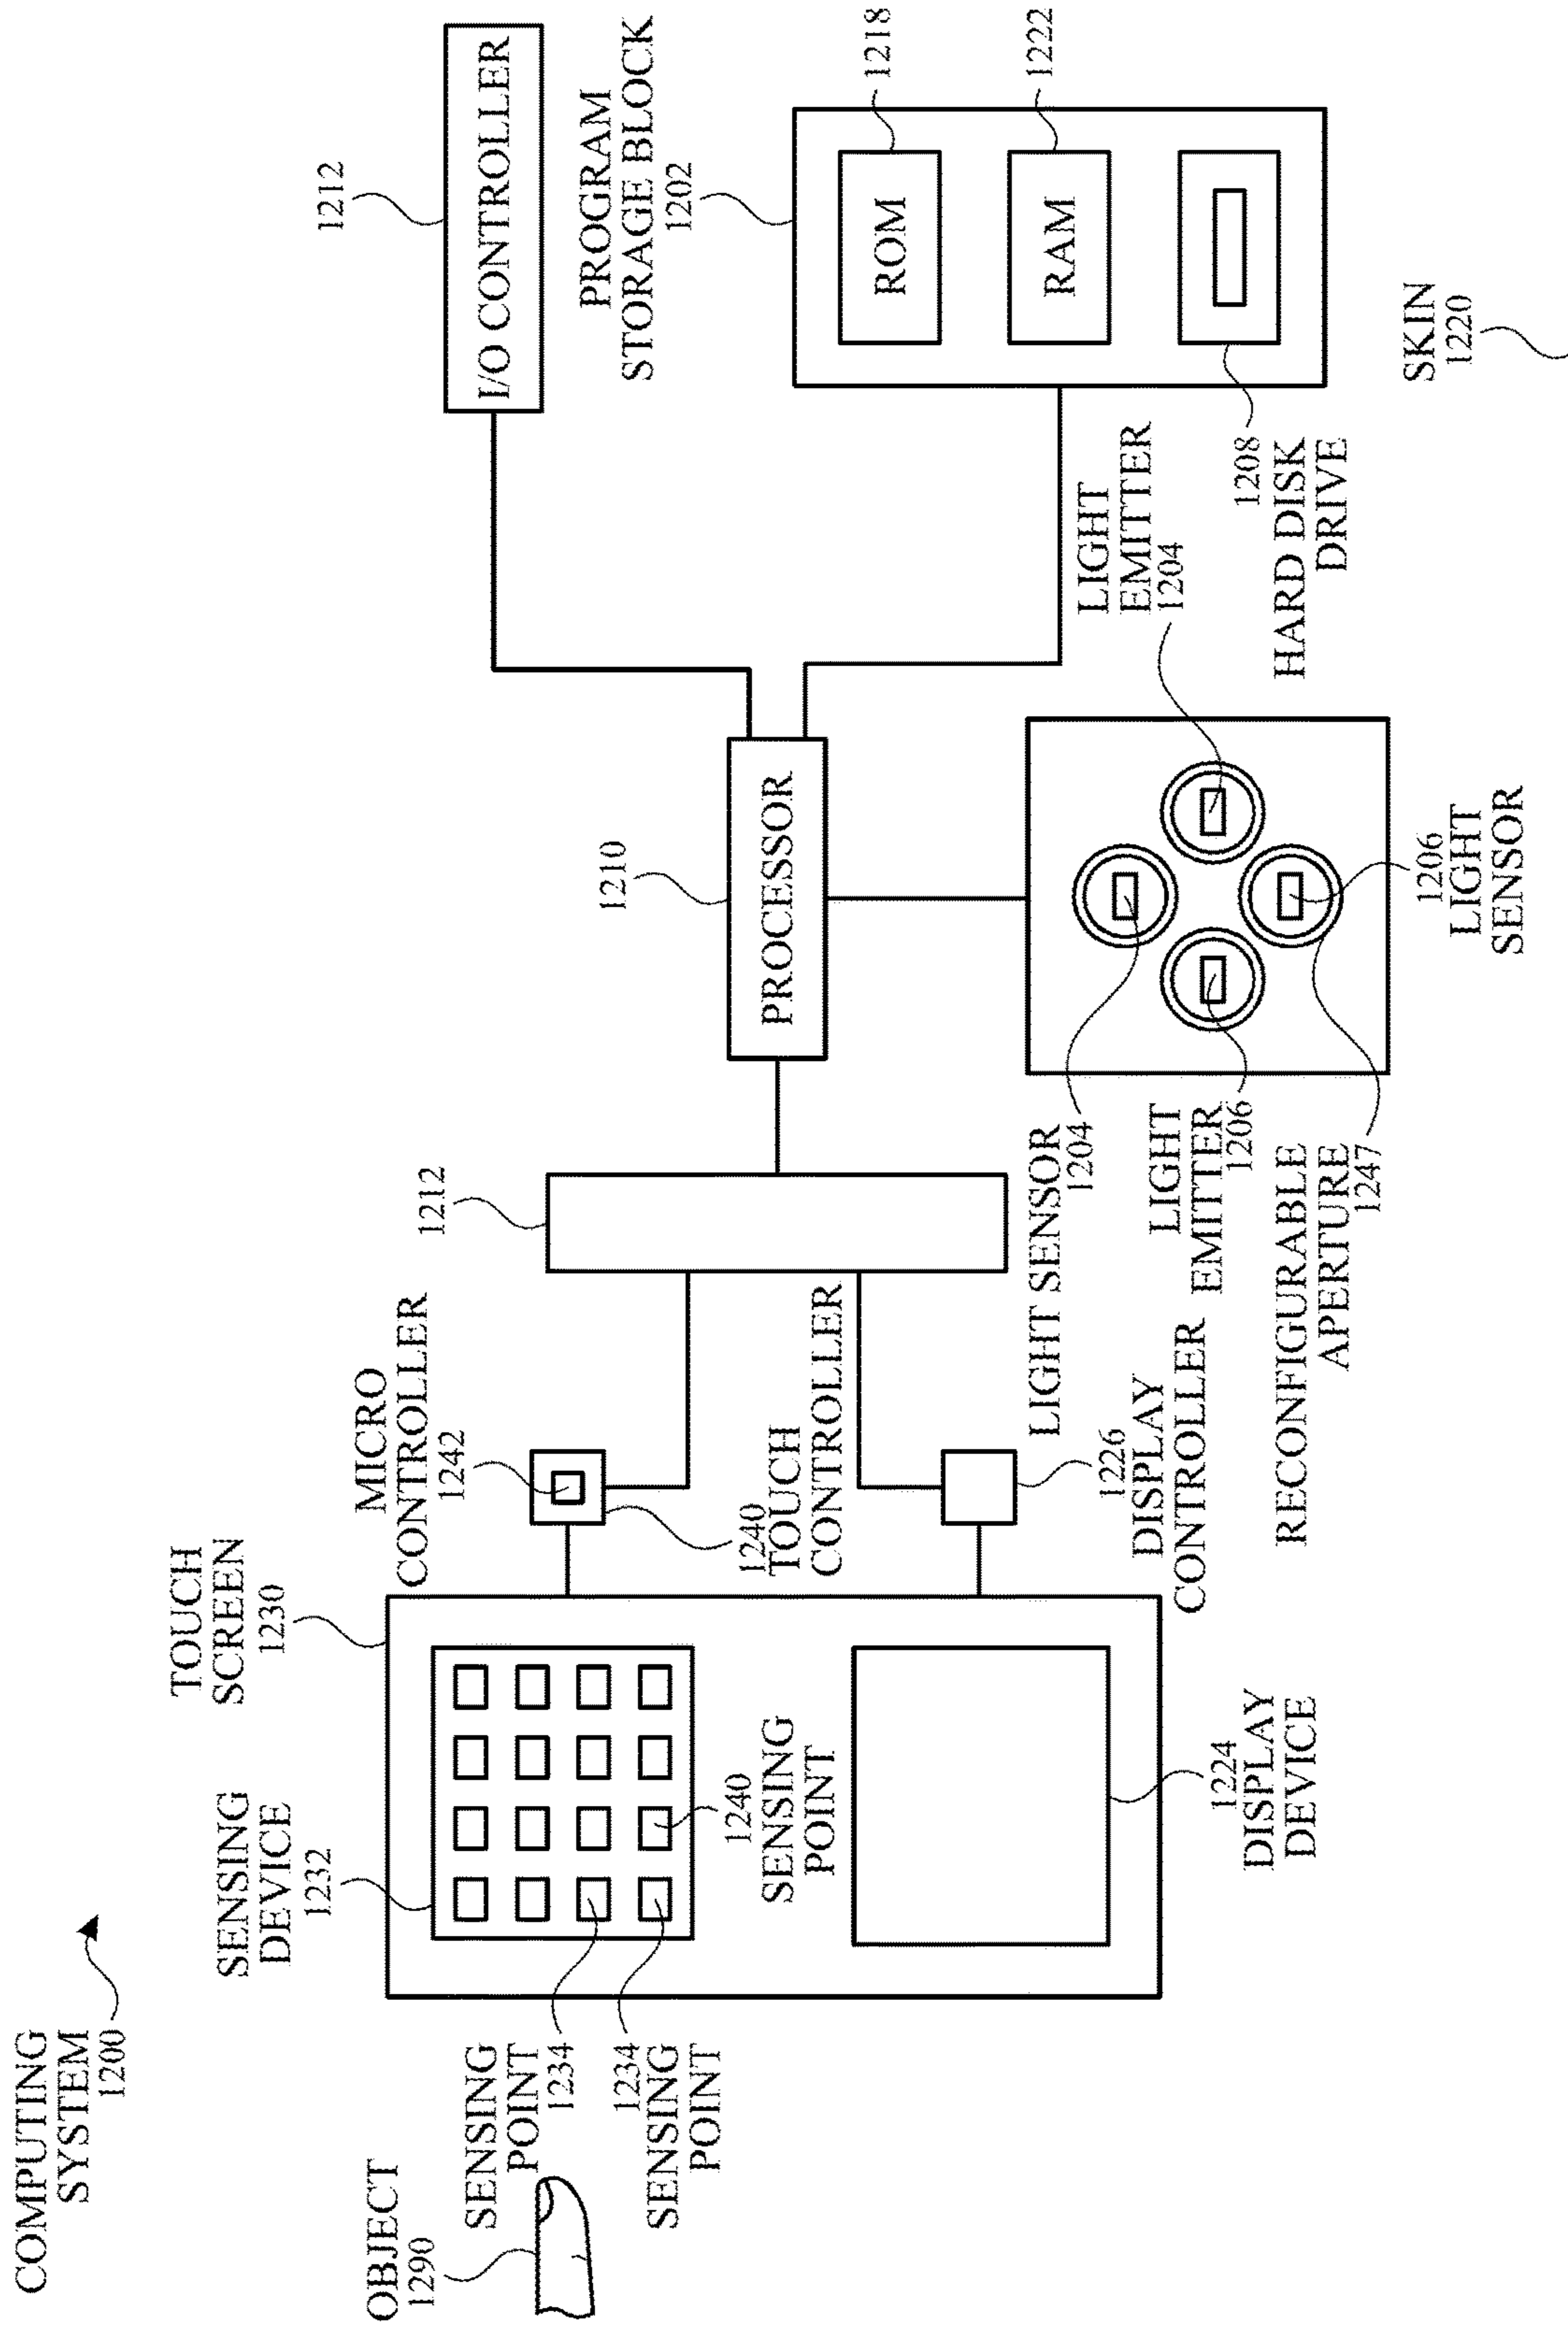 COMPUTING
SYSTEM
1200
OBJECT
1290
SENSING
DEVICE
1232
TOUCH
SCREEN
1230
SENSING
POINT
1234
1234
SENSING
POINT
1240
SENSING
POINT
1224
DISPLAY
DEVICE
MICRO
CONTROLLER
1242
1240
TOUCH
CONTROLLER
1226
DISPLAY
CONTROLLER
1212
1210
PROCESSOR
LIGHT SENSOR
1204
LIGHT
EMITTER
1206
RECONFIGURABLE
APERTURE
1247
1206
LIGHT
SENSOR
LIGHT
EMITTER
1204
1212
I/O CONTROLLER
PROGRAM
STORAGE BLOCK
1202
ROM
1218
RAM
1222
1208
HARD DISK
DRIVE
SKIN
1220